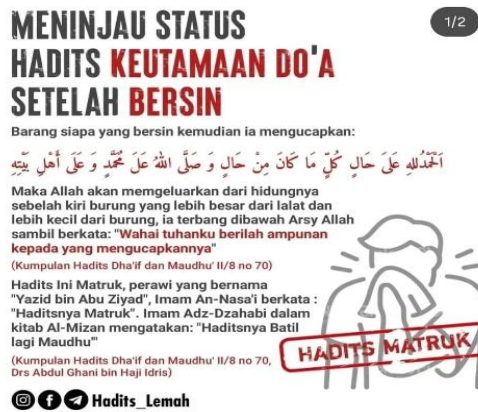 MENINJAU STATUS
1/2
HADITS KEUTAMAAN DO'A
SETELAH BERSIN
Barang siapa yang bersin kemudian ia mengucapkan:
اَلْحَمْدُلِلهِ عَلَى حَالٍ كُلِّ مَا كَانَ مِنْ حَالٍ وَ صَلَّى اللهُ عَلَى مُحَمَّدٍ وَ عَلَى أَهْلِ بَيْتِهِ
Maka Allah akan memgeluarkan dari hidungnya
sebelah kiri burung yang lebih besar dari lalat dan
lebih kecil dari burung, ia terbang dibawah Arsy Allah
sambil berkata: "Wahai tuhanku berilah ampunan
kepada yang mengucapkannya"
(Kumpulan Hadits Dha'if dan Maudhu' II/8 no 70)
Hadits Ini Matruk, perawi yang bernama
"Yazid bin Abu Ziyad", Imam An-Nasa'i berkata :
"Haditsnya Matruk". Imam Adz-Dzahabi dalam
kitab Al-Mizan mengatakan: "Haditsnya Batil
lagi Maudhu'"
(Kumpulan Hadits Dha'if dan Maudhu' II/8 no 70,
Drs Abdul Ghani bin Haji Idris)
HADITS MATRUK
Hadits_Lemah